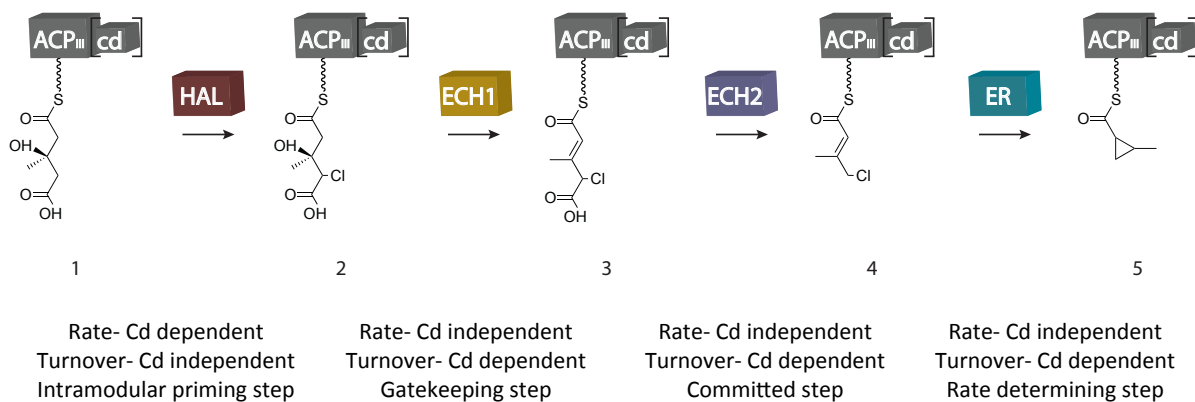 ACPIII [cd] ACPIII [cd] ACPIII [cd] ACPIII [cd] ACPIII [cd]
HAL ECH1 ECH2 ER
S S S S S
O O O O O
OH OH Cl
O Cl O Cl
OH O OH O OH
1 2 3 4 5
Rate- Cd dependent Rate- Cd independent Rate- Cd independent Rate- Cd independent
Turnover- Cd independent Turnover- Cd dependent Turnover- Cd dependent Turnover- Cd dependent
Intramodular priming step Gatekeeping step Committed step Rate determining step